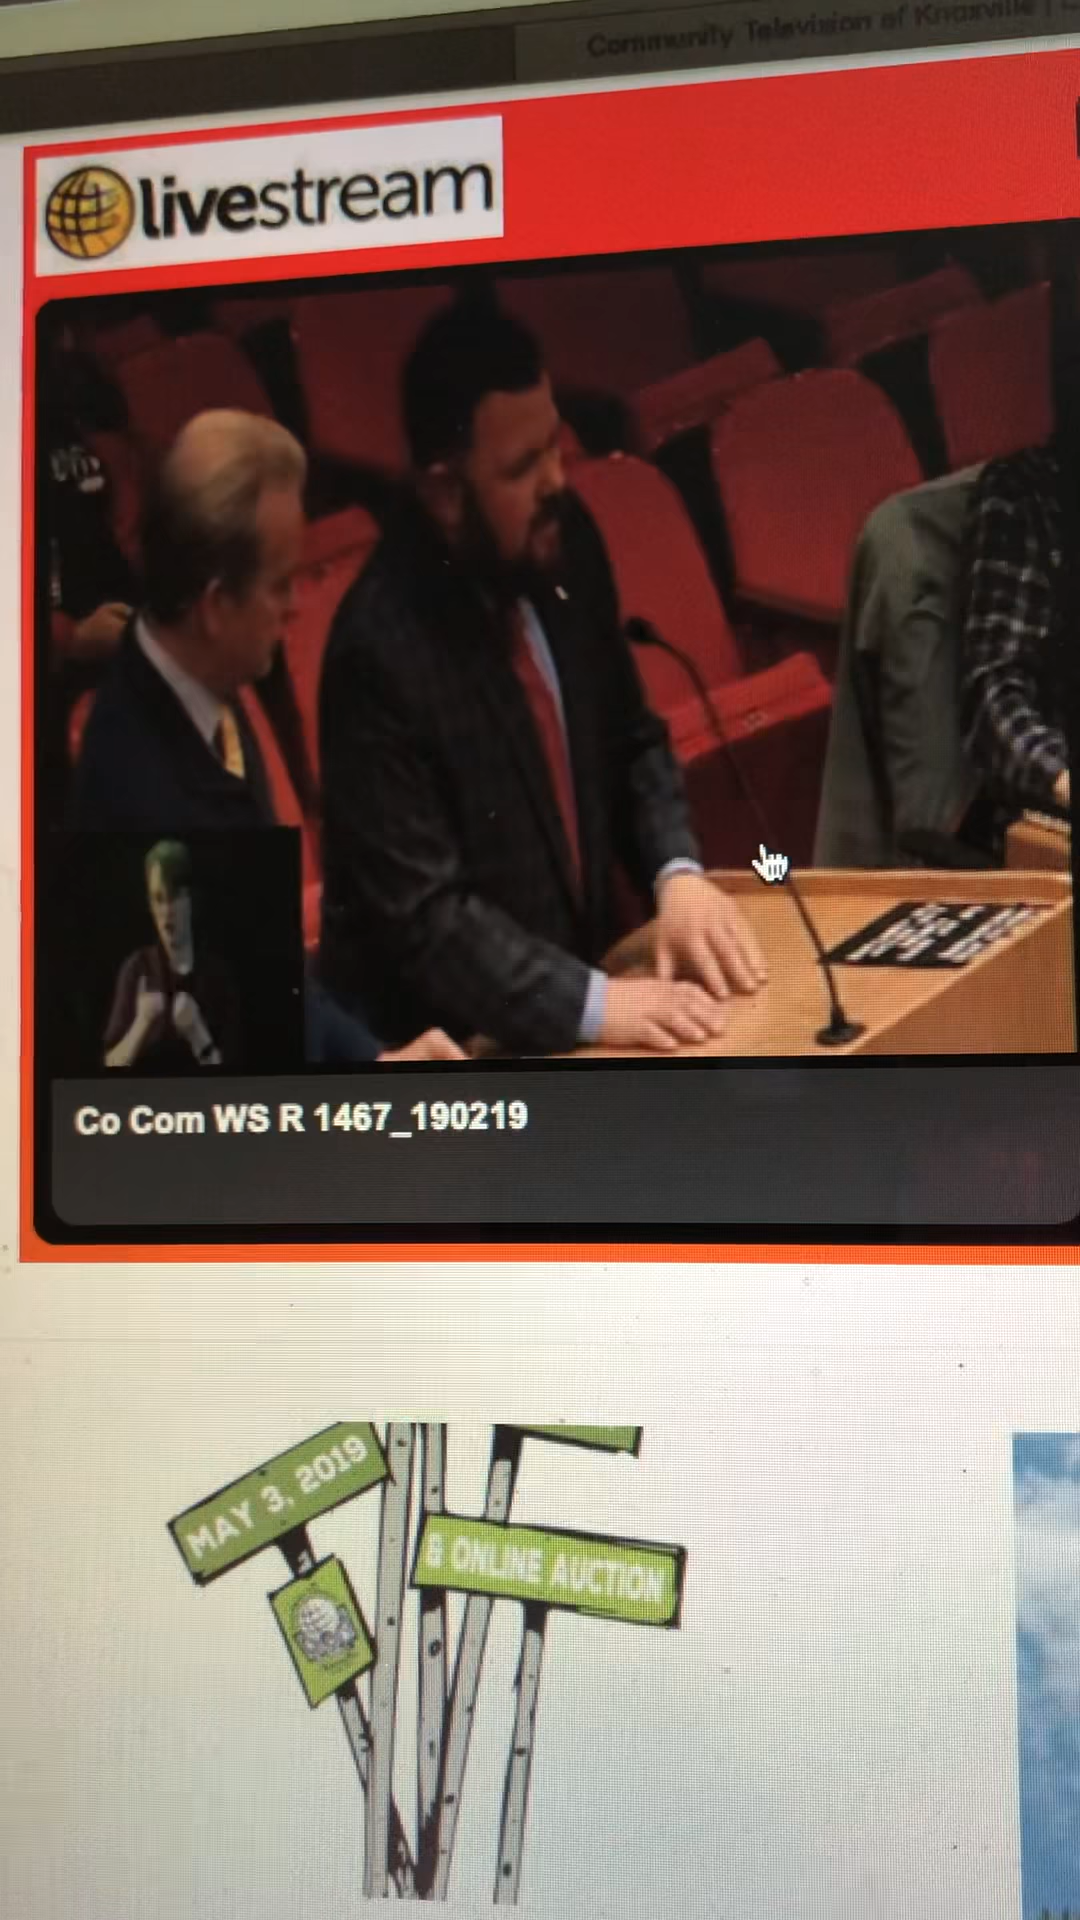 Community Television of Knoxville |
livestream
Co Com WS R 1467_190219
MAY 3, 2019
& ONLINE AUCTION